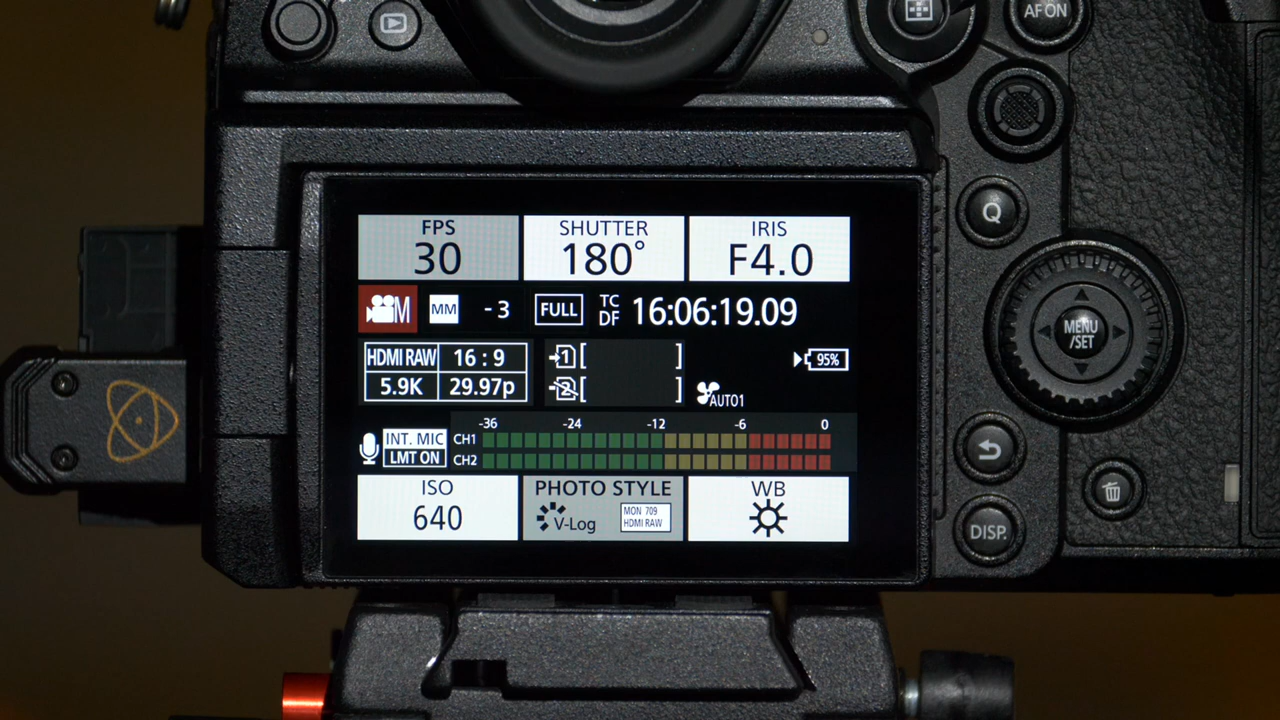 AF ON
Q
MENU
/SET
DISP.
FPS SHUTTER IRIS
30 180° F4.0
M MM -3 FULL TC DF 16:06:19.09
HDMI RAW 16:9 1[ ] 95%
5.9K 29.97p 2[ ] AUTO1
-36 -24 -12 -6 0
INT. MIC CH1
LMT ON CH2
ISO PHOTO STYLE WB
640 V-Log MON 709 HDMI RAW